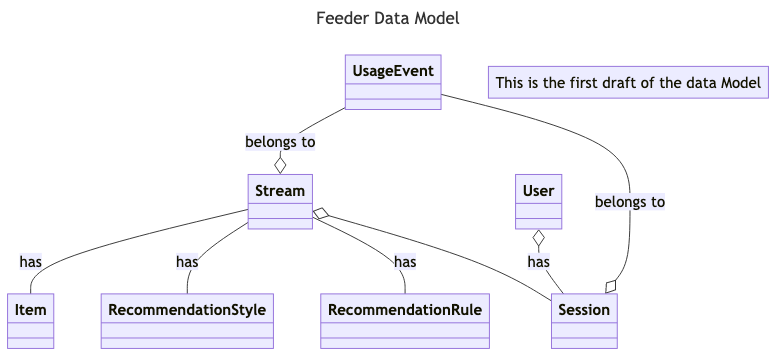 Feeder Data Model
UsageEvent
This is the first draft of the data Model
belongs to
Stream
User
belongs to
has
has
has
has
Item
RecommendationStyle
RecommendationRule
Session